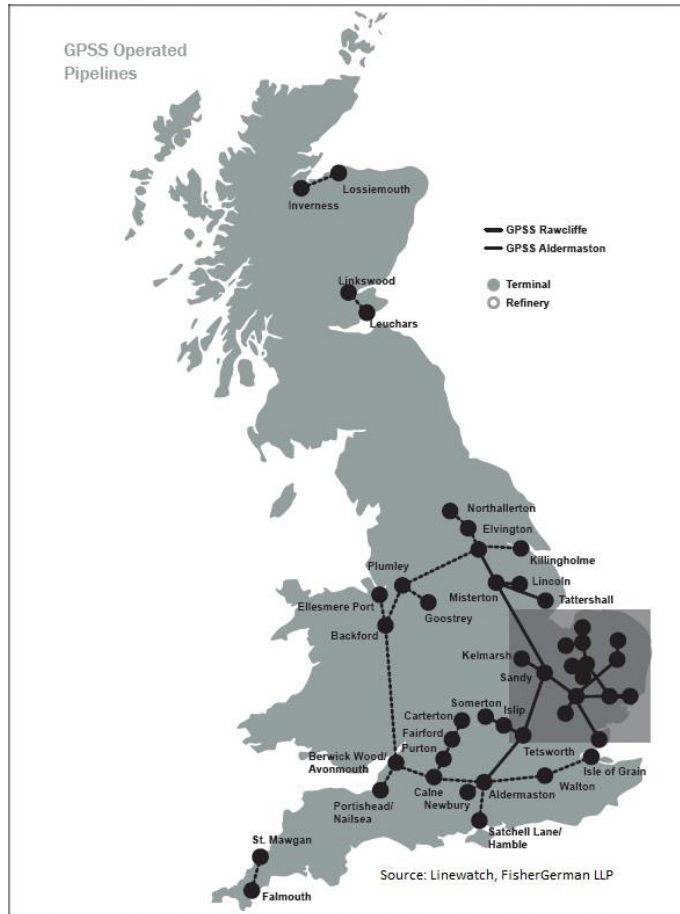 GPSS Operated
Pipelines
Lossiemouth
Inverness
GPSS Rawcliffe
GPSS Aldermaston
Terminal
Refinery
Linkswood
Leuchars
Northallerton
Elvington
Killingholme
Plumley
Lincoln
Misterton
Tattershall
Ellesmere Port
Goostrey
Backford
Kelmarsh
Sandy
Somerton
Islip
Carterton
Fairford
Purton
Tetsworth
Berwick Wood/
Avonmouth
Isle of Grain
Calne
Walton
Newbury
Aldermaston
Portishead/
Nailsea
Satchell Lane/
Hamble
St. Mawgan
Source: Linewatch, FisherGerman LLP
Falmouth